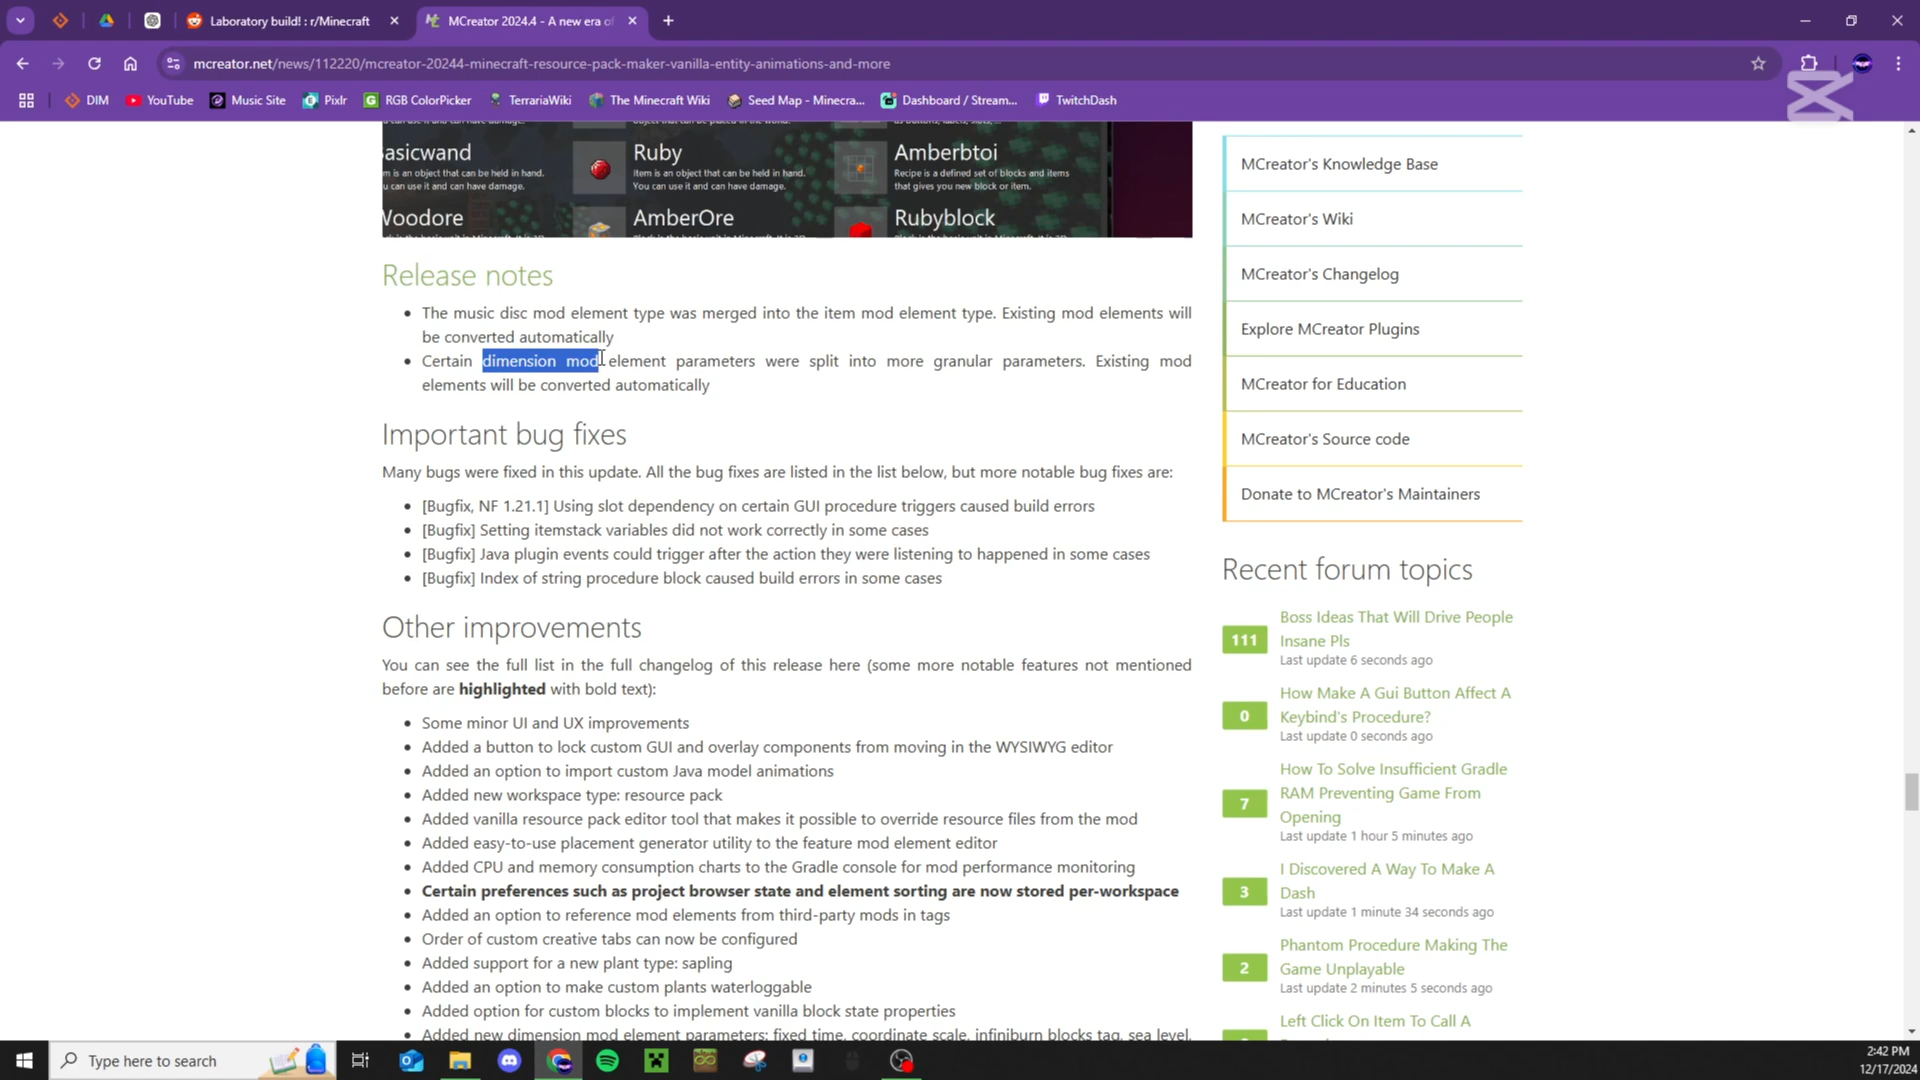 Laboratory build! : r/Minecraft
MCreator 2024.4 - A new era of
mcreator.net/news/112220/mcreator-20244-minecraft-resource-pack-maker-vanilla-entity-animations-and-more
DIM
YouTube
Music Site
Pixlr
RGB ColorPicker
TerrariaWiki
The Minecraft Wiki
Seed Map - Minecra...
Dashboard / Stream...
TwitchDash
asicwand
m is an object that can be held in hand.
u can use it and can have damage.
Ruby
Item is an object that can be held in hand.
You can use it and can have damage.
Amberbtoi
Recipe is a defined set of blocks and items
that gives you new block or item.
Woodore
AmberOre
Rubyblock
Release notes
• The music disc mod element type was merged into the item mod element type. Existing mod elements will
be converted automatically
• Certain dimension mod element parameters were split into more granular parameters. Existing mod
elements will be converted automatically
Important bug fixes
Many bugs were fixed in this update. All the bug fixes are listed in the list below, but more notable bug fixes are:
• [Bugfix, NF 1.21.1] Using slot dependency on certain GUI procedure triggers caused build errors
• [Bugfix] Setting itemstack variables did not work correctly in some cases
• [Bugfix] Java plugin events could trigger after the action they were listening to happened in some cases
• [Bugfix] Index of string procedure block caused build errors in some cases
Other improvements
You can see the full list in the full changelog of this release here (some more notable features not mentioned
before are highlighted with bold text):
• Some minor UI and UX improvements
• Added a button to lock custom GUI and overlay components from moving in the WYSIWYG editor
• Added an option to import custom Java model animations
• Added new workspace type: resource pack
• Added vanilla resource pack editor tool that makes it possible to override resource files from the mod
• Added easy-to-use placement generator utility to the feature mod element editor
• Added CPU and memory consumption charts to the Gradle console for mod performance monitoring
• Certain preferences such as project browser state and element sorting are now stored per-workspace
• Added an option to reference mod elements from third-party mods in tags
• Order of custom creative tabs can now be configured
• Added support for a new plant type: sapling
• Added an option to make custom plants waterloggable
• Added option for custom blocks to implement vanilla block state properties
• Added new dimension mod element parameters: fixed time, coordinate scale, infiniburn blocks tag, sea level,
MCreator's Knowledge Base
MCreator's Wiki
MCreator's Changelog
Explore MCreator Plugins
MCreator for Education
MCreator's Source code
Donate to MCreator's Maintainers
Recent forum topics
111
Boss Ideas That Will Drive People
Insane Pls
Last update 6 seconds ago
0
How Make A Gui Button Affect A
Keybind's Procedure?
Last update 0 seconds ago
7
How To Solve Insufficient Gradle
RAM Preventing Game From
Opening
Last update 1 hour 5 minutes ago
3
I Discovered A Way To Make A
Dash
Last update 1 minute 34 seconds ago
2
Phantom Procedure Making The
Game Unplayable
Last update 2 minutes 5 seconds ago
Left Click On Item To Call A
Type here to search
2:42 PM
12/17/2024